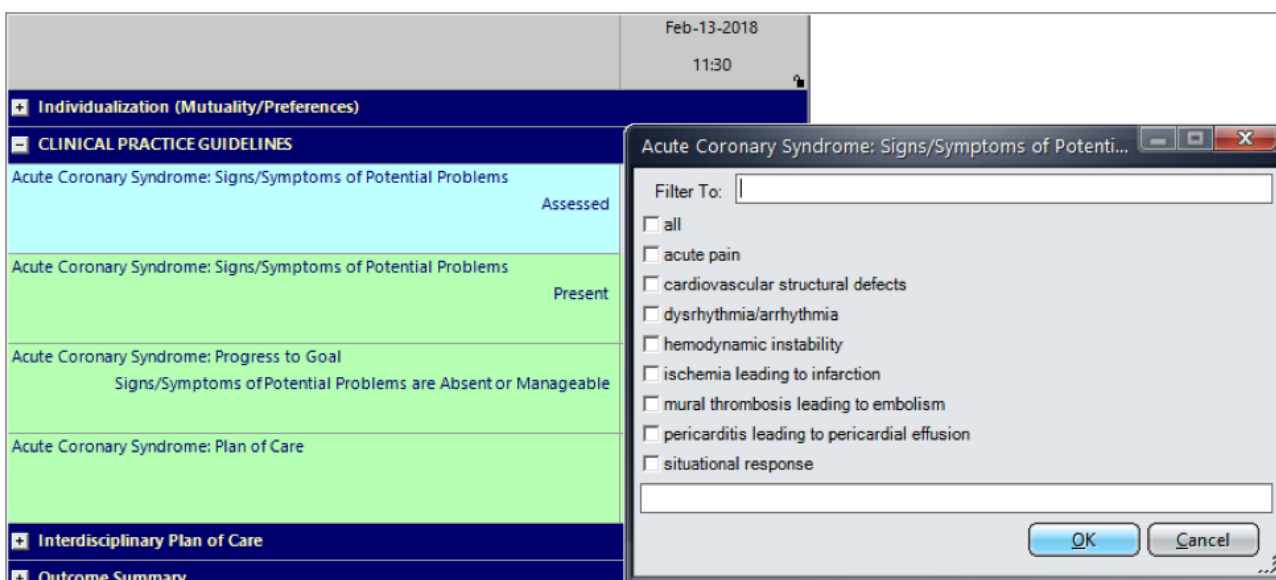 Feb-13-2018
11:30
Individualization (Mutuality/Preferences)
CLINICAL PRACTICE GUIDELINES
Acute Coronary Syndrome: Signs/Symptoms of Potential Problems
Assessed
Acute Coronary Syndrome: Signs/Symptoms of Potential Problems
Present
Acute Coronary Syndrome: Progress to Goal
Signs/Symptoms of Potential Problems are Absent or Manageable
Acute Coronary Syndrome: Plan of Care
Interdisciplinary Plan of Care
Outcome Summary
Acute Coronary Syndrome: Signs/Symptoms of Potenti...
Filter To:
all
acute pain
cardiovascular structural defects
dysrhythmia/arrhythmia
hemodynamic instability
ischemia leading to infarction
mural thrombosis leading to embolism
pericarditis leading to pericardial effusion
situational response
OK
Cancel